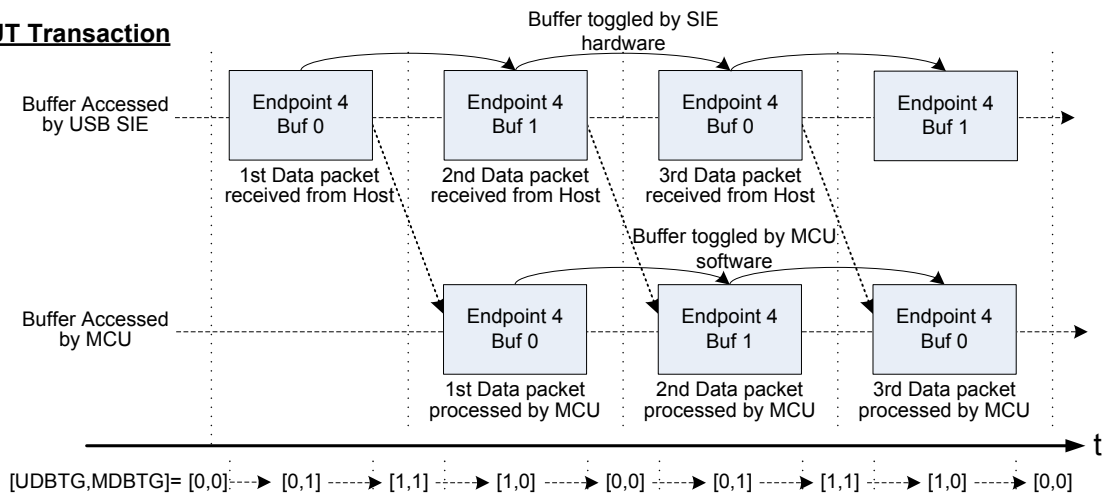 UT Transaction
Buffer toggled by SIE
hardware
Buffer Accessed
by USB SIE
Endpoint 4
Buf 0
Endpoint 4
Buf 1
Endpoint 4
Buf 0
Endpoint 4
Buf 1
1st Data packet
received from Host
2nd Data packet
received from Host
3rd Data packet
received from Host
Buffer toggled by MCU
software
Buffer Accessed
by MCU
Endpoint 4
Buf 0
Endpoint 4
Buf 1
Endpoint 4
Buf 0
1st Data packet
processed by MCU
2nd Data packet
processed by MCU
3rd Data packet
processed by MCU
t
[UDBTG,MDBTG]= [0,0] [0,1] [1,1] [1,0] [0,0] [0,1] [1,1] [1,0] [0,0]